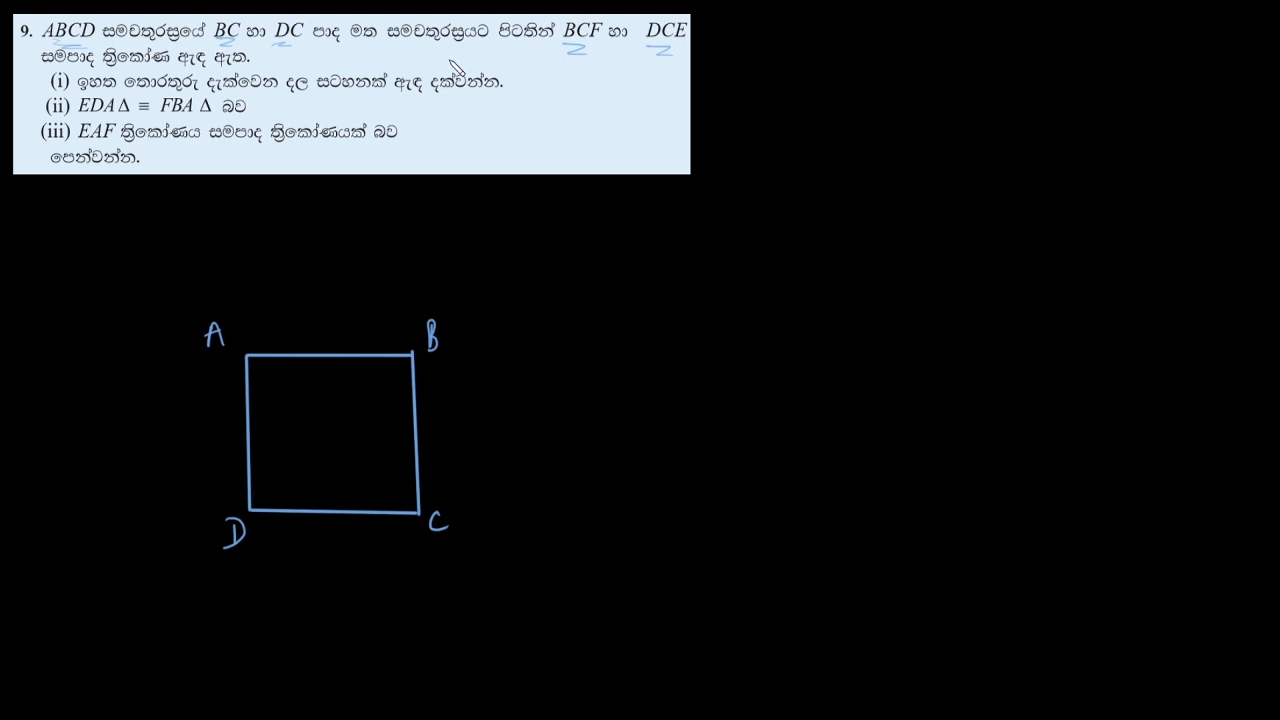 9. ABCD සමචතුරස්‍රයේ BC හා DC පාද මත සමචතුරස්‍රයට පිටතින් BCF හා DCE
සමපාද ත්‍රිකෝණ ඇඳ ඇත.
(i) ඉහත තොරතුරු දැක්වෙන දල සටහනක් ඇඳ දක්වන්න.
(ii) EDA Δ ≡ FBA Δ බව
(iii) EAF ත්‍රිකෝණය සමපාද ත්‍රිකෝණයක් බව
පෙන්වන්න.
A B
D C